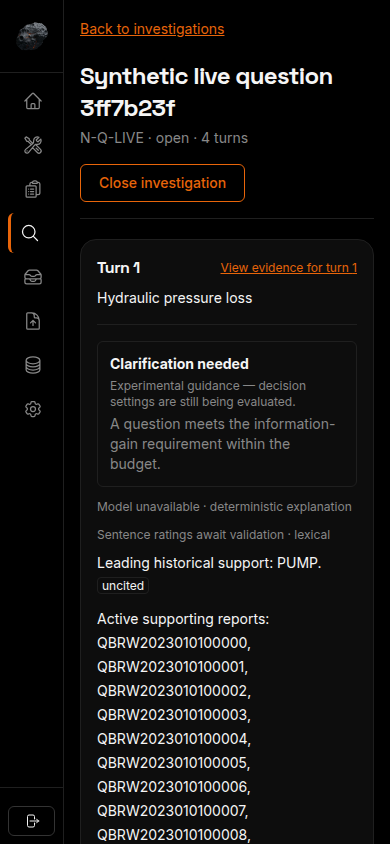 Back to investigations
Synthetic live question
3ff7b23f
N-Q-LIVE · open · 4 turns
Close investigation
Turn 1
View evidence for turn 1
Hydraulic pressure loss
Clarification needed
Experimental guidance — decision
settings are still being evaluated.
A question meets the information-
gain requirement within the
budget.
Model unavailable · deterministic explanation
Sentence ratings await validation · lexical
Leading historical support: PUMP.
uncited
Active supporting reports:
QBRW2023010100000,
QBRW2023010100001,
QBRW2023010100002,
QBRW2023010100003,
QBRW2023010100004,
QBRW2023010100005,
QBRW2023010100006,
QBRW2023010100007,
QBRW2023010100008,